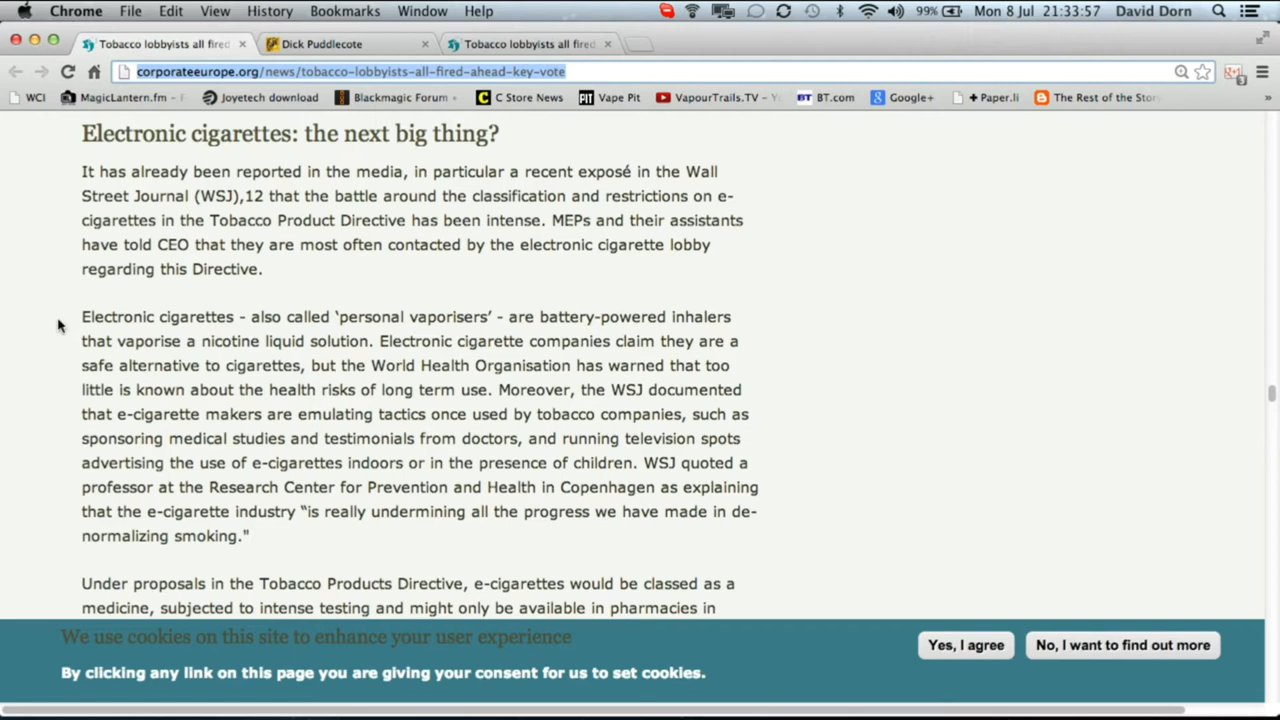 Chrome File Edit View History Bookmarks Window Help 99% Mon 8 Jul 21:33:57 David Dorn
Tobacco lobbyists all fired Dick Puddlecote Tobacco lobbyists all fired
corporateeurope.org/news/tobacco-lobbyists-all-fired-ahead-key-vote
WCI MagicLantern.fm - Joyetech download Blackmagic Forum C Store News PIT Vape Pit VapourTrails.TV - BT BT.com Google+ + Paper.li The Rest of the Stor
Electronic cigarettes: the next big thing?
It has already been reported in the media, in particular a recent exposé in the Wall
Street Journal (WSJ),12 that the battle around the classification and restrictions on e-
cigarettes in the Tobacco Product Directive has been intense. MEPs and their assistants
have told CEO that they are most often contacted by the electronic cigarette lobby
regarding this Directive.
Electronic cigarettes - also called ‘personal vaporisers’ - are battery-powered inhalers
that vaporise a nicotine liquid solution. Electronic cigarette companies claim they are a
safe alternative to cigarettes, but the World Health Organisation has warned that too
little is known about the health risks of long term use. Moreover, the WSJ documented
that e-cigarette makers are emulating tactics once used by tobacco companies, such as
sponsoring medical studies and testimonials from doctors, and running television spots
advertising the use of e-cigarettes indoors or in the presence of children. WSJ quoted a
professor at the Research Center for Prevention and Health in Copenhagen as explaining
that the e-cigarette industry “is really undermining all the progress we have made in de-
normalizing smoking."
Under proposals in the Tobacco Products Directive, e-cigarettes would be classed as a
medicine, subjected to intense testing and might only be available in pharmacies in
We use cookies on this site to enhance your user experience
By clicking any link on this page you are giving your consent for us to set cookies.
Yes, I agree
No, I want to find out more